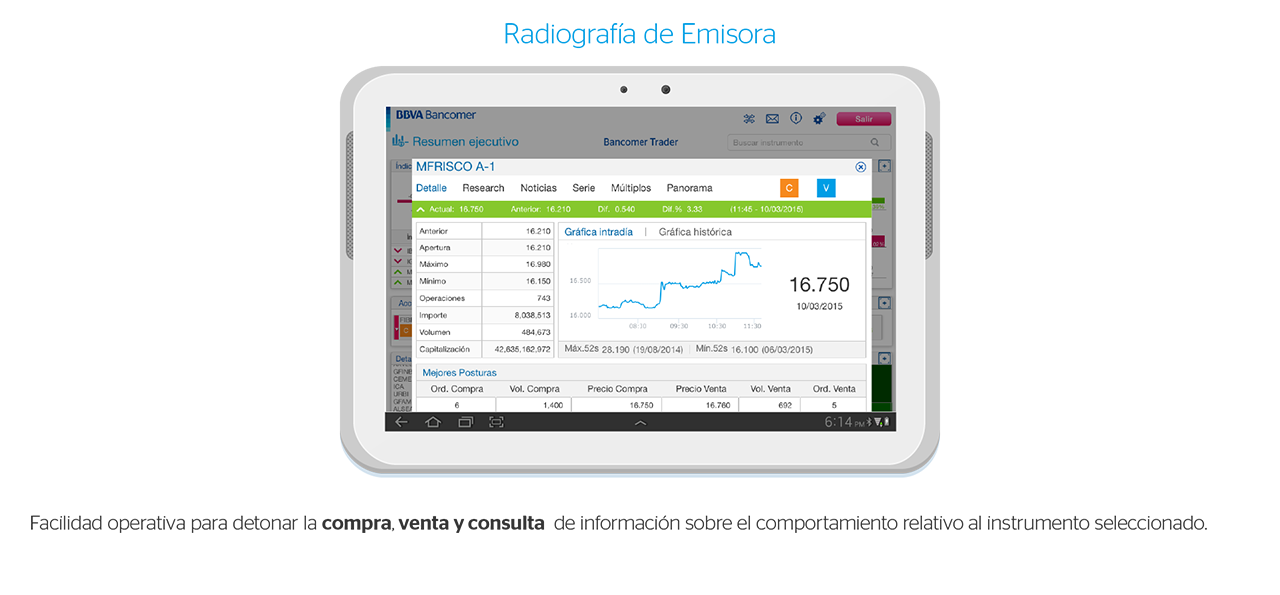 Radiografía de Emisora
BBVA Bancomer
Salir
Resumen ejecutivo
Bancomer Trader
Buscar instrumento
MFRISCO A-1
Detalle Research Noticias Serie Múltiplos Panorama C V
Actual: 16.750 Anterior: 16.210 Dif. 0.540 Dif.% 3.33 (11:45 - 10/03/2015)
Anterior 16.210
Apertura 16.210
Máximo 16.980
Mínimo 16.150
Operaciones 743
Importe 8,038,513
Volumen 484,673
Capitalización 42,635,162,972
Gráfica intradía | Gráfica histórica
16.500
16.000
08:30 09:30 10:30 11:30
16.750
10/03/2015
Máx.52s 28.190 (19/08/2014) Mín.52s 16.100 (06/03/2015)
Mejores Posturas
Ord. Compra Vol. Compra Precio Compra Precio Venta Vol. Venta Ord. Venta
6 1,400 16.750 16.760 692 5
6:14 PM
Facilidad operativa para detonar la compra, venta y consulta de información sobre el comportamiento relativo al instrumento seleccionado.